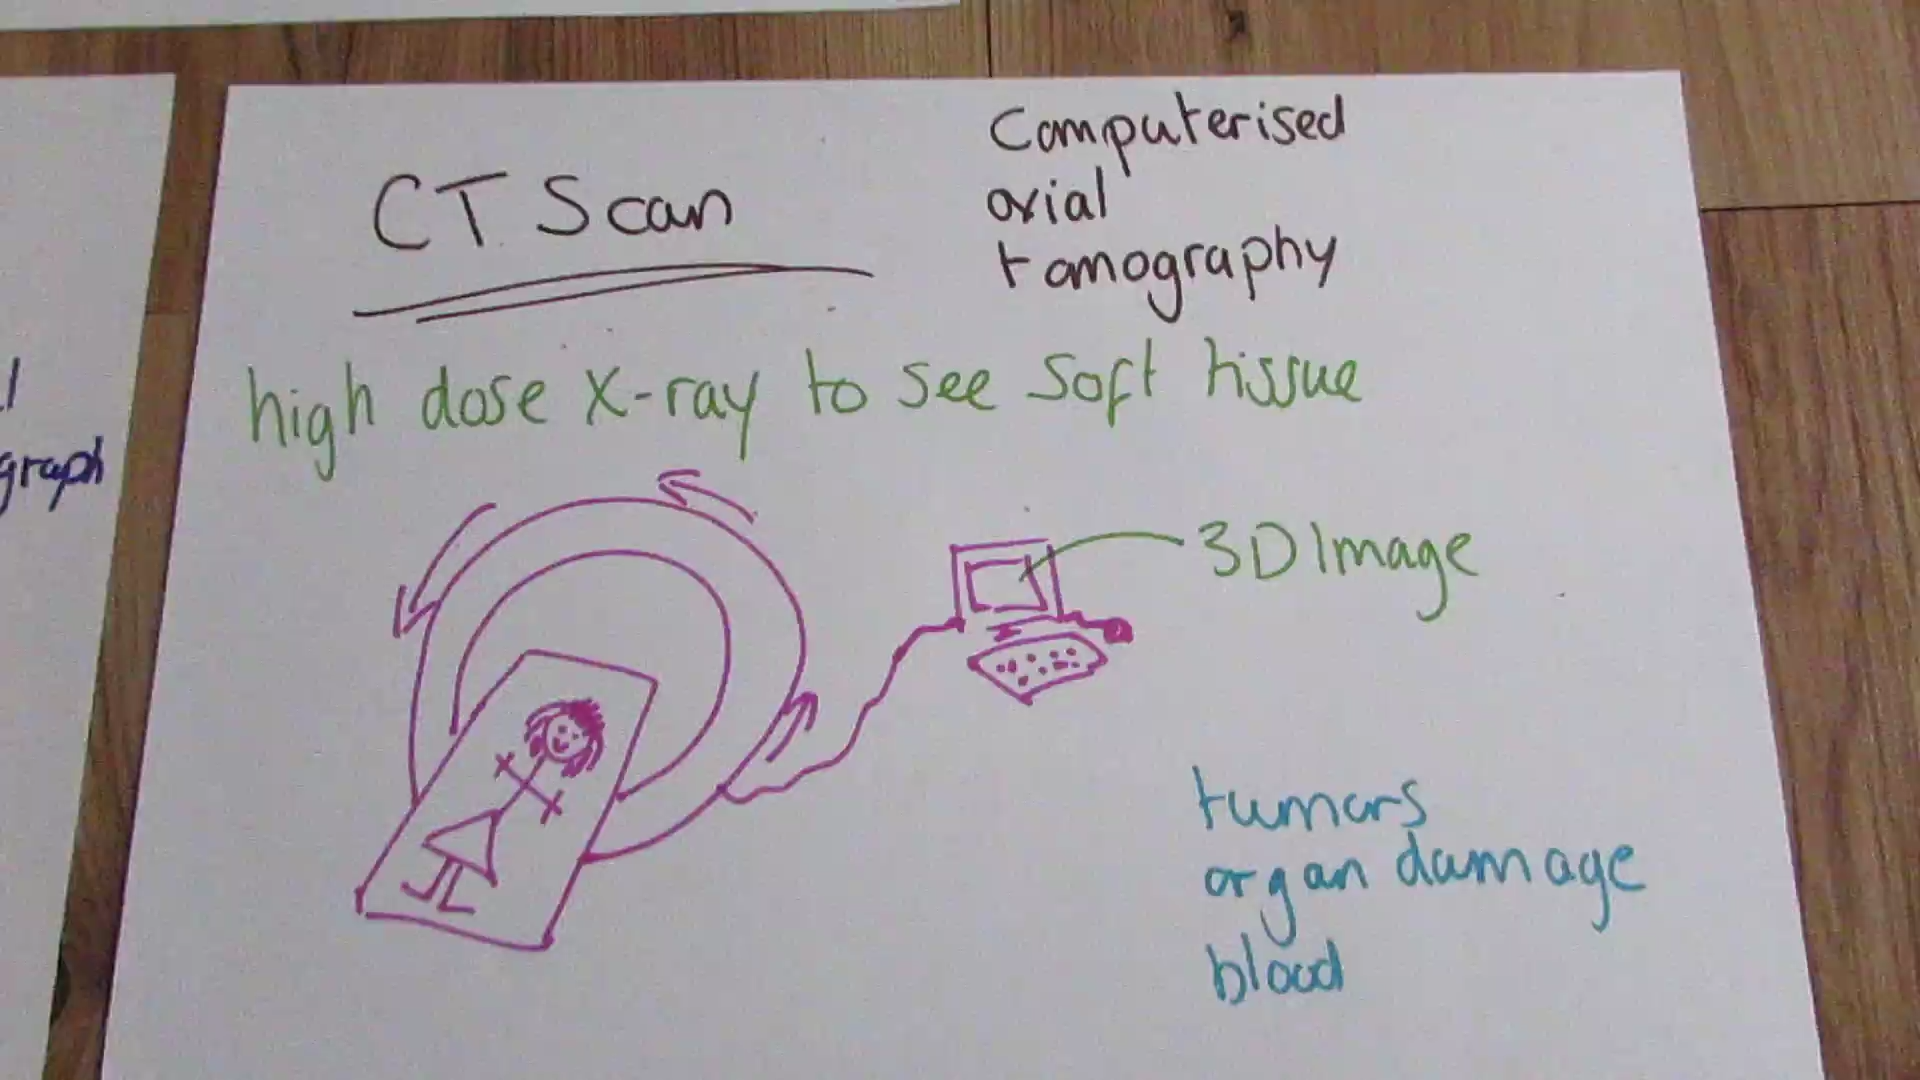 CT Scan
Computerised
axial
tomography
high dose x-ray to see soft tissue
3D Image
tumors
organ damage
blood
graph